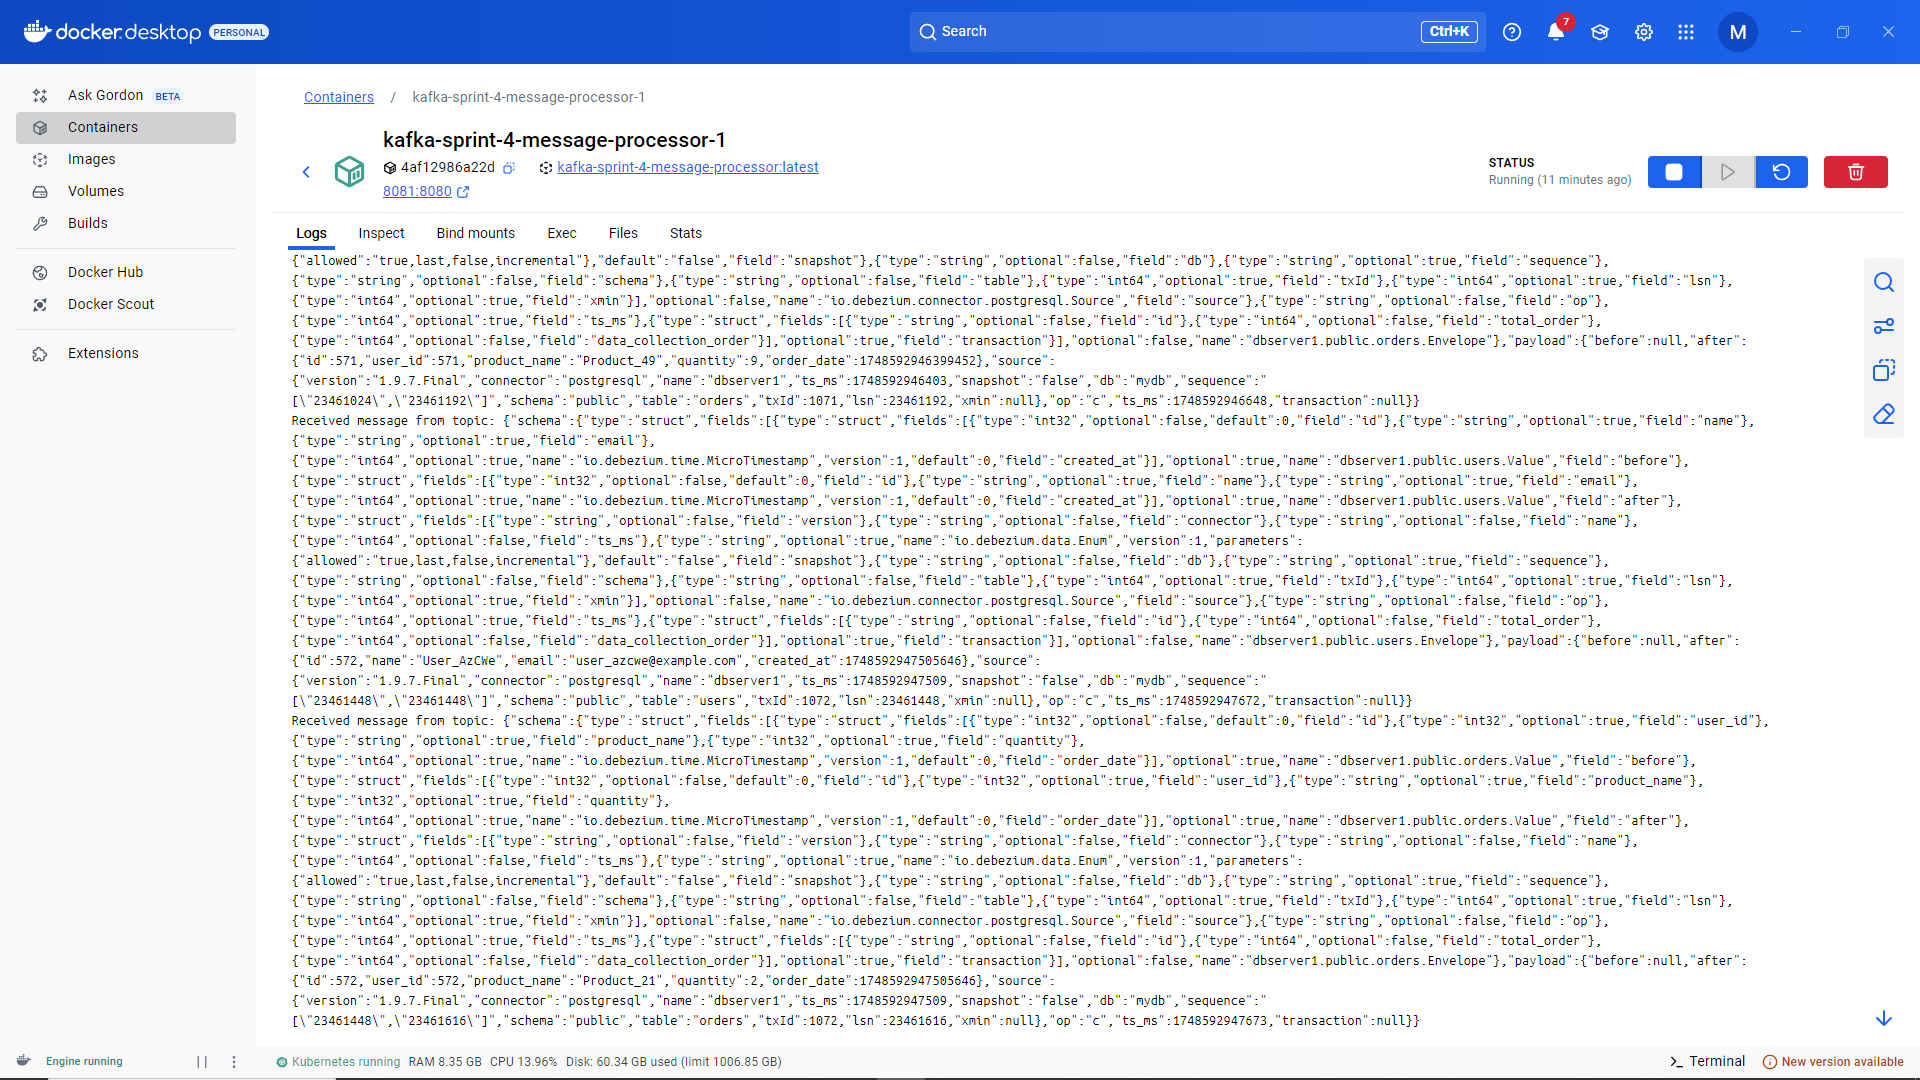 docker.desktop PERSONAL
Search Ctrl+K
7
M
Ask Gordon BETA
Containers
Images
Volumes
Builds
Docker Hub
Docker Scout
Extensions
Containers / kafka-sprint-4-message-processor-1
kafka-sprint-4-message-processor-1
4af12986a22d kafka-sprint-4-message-processor:latest
8081:8080
STATUS
Running (11 minutes ago)
Logs Inspect Bind mounts Exec Files Stats
{"allowed":"true,last,false,incremental"},"default":"false","field":"snapshot"},{"type":"string","optional":false,"field":"db"},{"type":"string","optional":true,"field":"sequence"},
{"type":"string","optional":false,"field":"schema"},{"type":"string","optional":false,"field":"table"},{"type":"int64","optional":true,"field":"txId"},{"type":"int64","optional":true,"field":"lsn"},
{"type":"int64","optional":true,"field":"xmin"}],"optional":false,"name":"io.debezium.connector.postgresql.Source","field":"source"},{"type":"string","optional":false,"field":"op"},
{"type":"int64","optional":true,"field":"ts_ms"},{"type":"struct","fields":[{"type":"string","optional":false,"field":"id"},{"type":"int64","optional":false,"field":"total_order"},
{"type":"int64","optional":false,"field":"data_collection_order"}],"optional":true,"field":"transaction"}],"optional":false,"name":"dbserver1.public.orders.Envelope"},"payload":{"before":null,"after":
{"id":571,"user_id":571,"product_name":"Product_49","quantity":9,"order_date":1748592946399452},"source":
{"version":"1.9.7.Final","connector":"postgresql","name":"dbserver1","ts_ms":1748592946403,"snapshot":"false","db":"mydb","sequence":"
[\"23461024\",\"23461192\"]","schema":"public","table":"orders","txId":1071,"lsn":23461192,"xmin":null},"op":"c","ts_ms":1748592946648,"transaction":null}}
Received message from topic: {"schema":{"type":"struct","fields":[{"type":"struct","fields":[{"type":"int32","optional":false,"default":0,"field":"id"},{"type":"string","optional":true,"field":"name"},
{"type":"string","optional":true,"field":"email"},
{"type":"int64","optional":true,"name":"io.debezium.time.MicroTimestamp","version":1,"default":0,"field":"created_at"}],"optional":true,"name":"dbserver1.public.users.Value","field":"before"},
{"type":"struct","fields":[{"type":"int32","optional":false,"default":0,"field":"id"},{"type":"string","optional":true,"field":"name"},{"type":"string","optional":true,"field":"email"},
{"type":"int64","optional":true,"name":"io.debezium.time.MicroTimestamp","version":1,"default":0,"field":"created_at"}],"optional":true,"name":"dbserver1.public.users.Value","field":"after"},
{"type":"struct","fields":[{"type":"string","optional":false,"field":"version"},{"type":"string","optional":false,"field":"connector"},{"type":"string","optional":false,"field":"name"},
{"type":"int64","optional":false,"field":"ts_ms"},{"type":"string","optional":true,"name":"io.debezium.data.Enum","version":1,"parameters":
{"allowed":"true,last,false,incremental"},"default":"false","field":"snapshot"},{"type":"string","optional":false,"field":"db"},{"type":"string","optional":true,"field":"sequence"},
{"type":"string","optional":false,"field":"schema"},{"type":"string","optional":false,"field":"table"},{"type":"int64","optional":true,"field":"txId"},{"type":"int64","optional":true,"field":"lsn"},
{"type":"int64","optional":true,"field":"xmin"}],"optional":false,"name":"io.debezium.connector.postgresql.Source","field":"source"},{"type":"string","optional":false,"field":"op"},
{"type":"int64","optional":true,"field":"ts_ms"},{"type":"struct","fields":[{"type":"string","optional":false,"field":"id"},{"type":"int64","optional":false,"field":"total_order"},
{"type":"int64","optional":false,"field":"data_collection_order"}],"optional":true,"field":"transaction"}],"optional":false,"name":"dbserver1.public.users.Envelope"},"payload":{"before":null,"after":
{"id":572,"name":"User_AzCWe","email":"user_azcwe@example.com","created_at":1748592947505646},"source":
{"version":"1.9.7.Final","connector":"postgresql","name":"dbserver1","ts_ms":1748592947509,"snapshot":"false","db":"mydb","sequence":"
[\"23461448\",\"23461448\"]","schema":"public","table":"users","txId":1072,"lsn":23461448,"xmin":null},"op":"c","ts_ms":1748592947672,"transaction":null}}
Received message from topic: {"schema":{"type":"struct","fields":[{"type":"struct","fields":[{"type":"int32","optional":false,"default":0,"field":"id"},{"type":"int32","optional":true,"field":"user_id"},
{"type":"string","optional":true,"field":"product_name"},{"type":"int32","optional":true,"field":"quantity"},
{"type":"int64","optional":true,"name":"io.debezium.time.MicroTimestamp","version":1,"default":0,"field":"order_date"}],"optional":true,"name":"dbserver1.public.orders.Value","field":"before"},
{"type":"struct","fields":[{"type":"int32","optional":false,"default":0,"field":"id"},{"type":"int32","optional":true,"field":"user_id"},{"type":"string","optional":true,"field":"product_name"},
{"type":"int32","optional":true,"field":"quantity"},
{"type":"int64","optional":true,"name":"io.debezium.time.MicroTimestamp","version":1,"default":0,"field":"order_date"}],"optional":true,"name":"dbserver1.public.orders.Value","field":"after"},
{"type":"struct","fields":[{"type":"string","optional":false,"field":"version"},{"type":"string","optional":false,"field":"connector"},{"type":"string","optional":false,"field":"name"},
{"type":"int64","optional":false,"field":"ts_ms"},{"type":"string","optional":true,"name":"io.debezium.data.Enum","version":1,"parameters":
{"allowed":"true,last,false,incremental"},"default":"false","field":"snapshot"},{"type":"string","optional":false,"field":"db"},{"type":"string","optional":true,"field":"sequence"},
{"type":"string","optional":false,"field":"schema"},{"type":"string","optional":false,"field":"table"},{"type":"int64","optional":true,"field":"txId"},{"type":"int64","optional":true,"field":"lsn"},
{"type":"int64","optional":true,"field":"xmin"}],"optional":false,"name":"io.debezium.connector.postgresql.Source","field":"source"},{"type":"string","optional":false,"field":"op"},
{"type":"int64","optional":true,"field":"ts_ms"},{"type":"struct","fields":[{"type":"string","optional":false,"field":"id"},{"type":"int64","optional":false,"field":"total_order"},
{"type":"int64","optional":false,"field":"data_collection_order"}],"optional":true,"field":"transaction"}],"optional":false,"name":"dbserver1.public.orders.Envelope"},"payload":{"before":null,"after":
{"id":572,"user_id":572,"product_name":"Product_21","quantity":2,"order_date":1748592947505646},"source":
{"version":"1.9.7.Final","connector":"postgresql","name":"dbserver1","ts_ms":1748592947509,"snapshot":"false","db":"mydb","sequence":"
[\"23461448\",\"23461616\"]","schema":"public","table":"orders","txId":1072,"lsn":23461616,"xmin":null},"op":"c","ts_ms":1748592947673,"transaction":null}}
Engine running Kubernetes running RAM 8.35 GB CPU 13.96% Disk: 60.34 GB used (limit 1006.85 GB) Terminal New version available